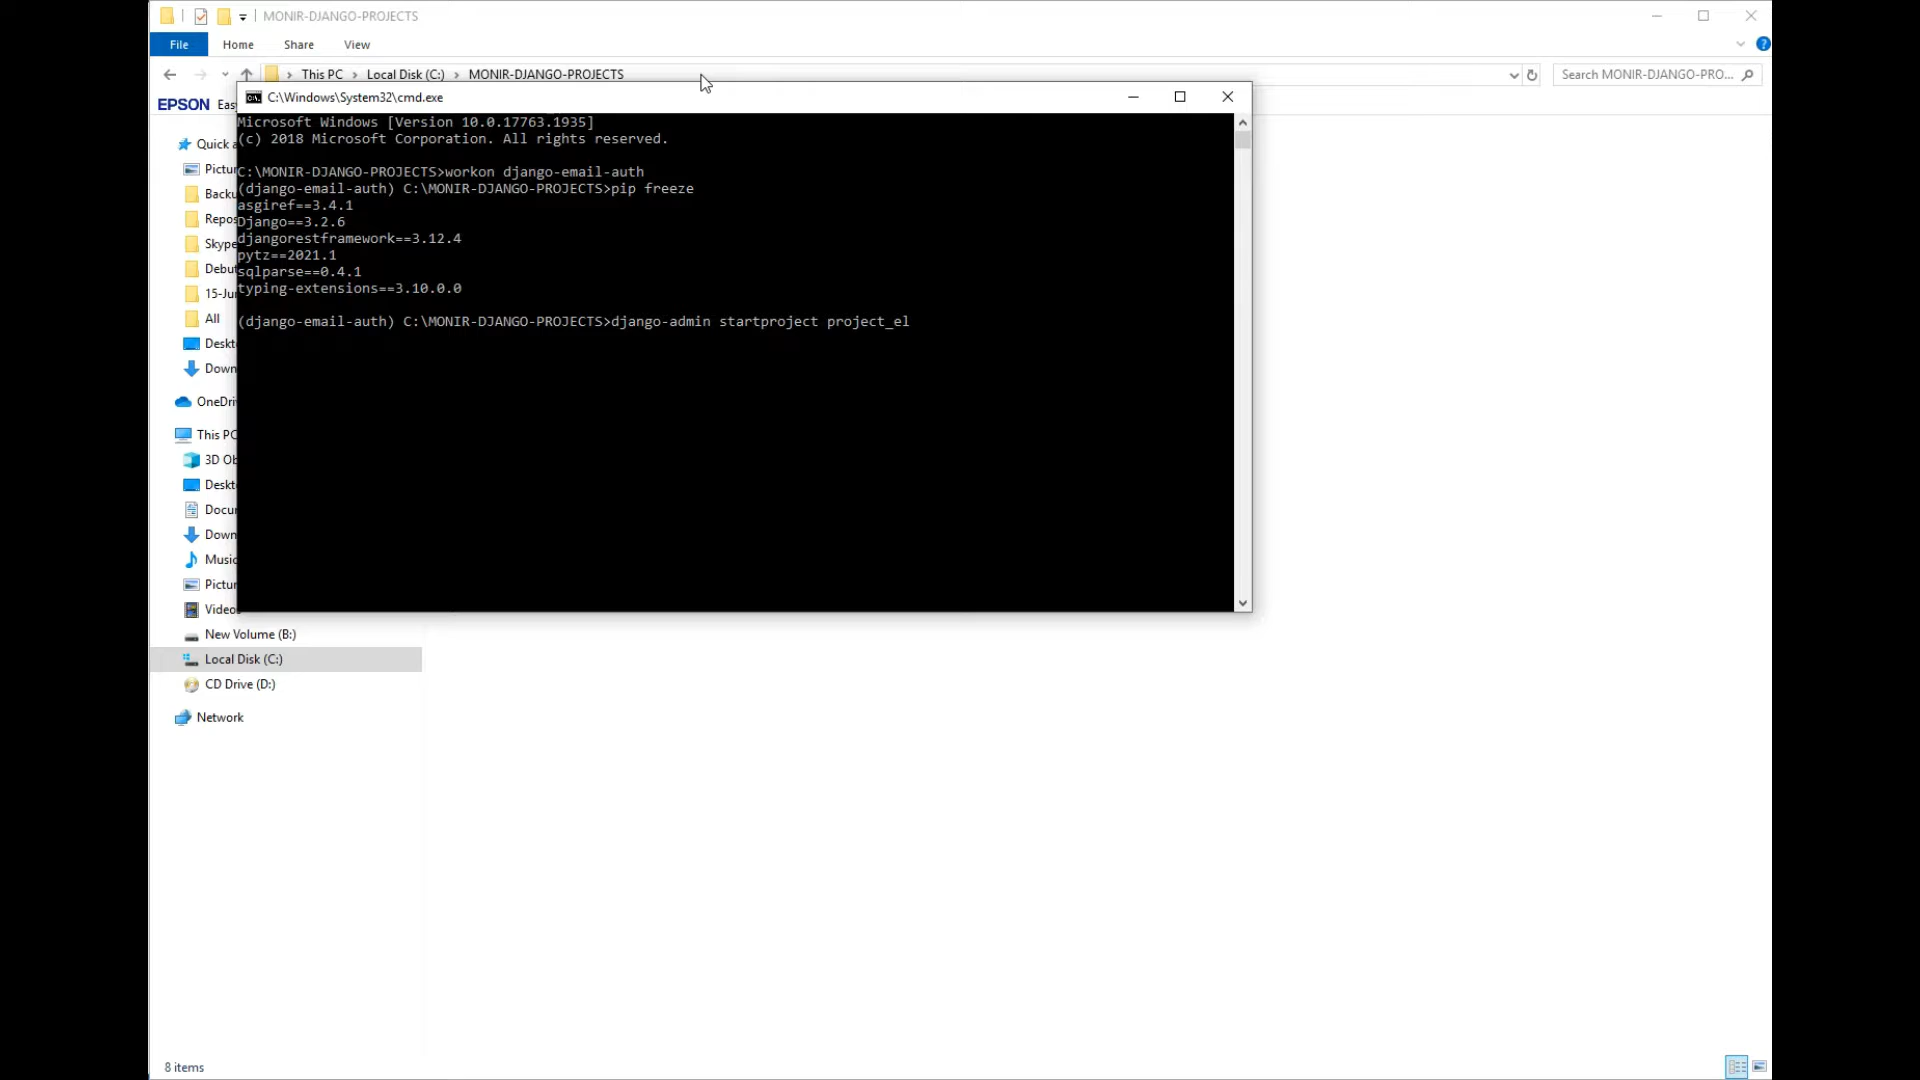 MONIR-DJANGO-PROJECTS
File Home Share View
This PC Local Disk (C:) MONIR-DJANGO-PROJECTS
Search MONIR-DJANGO-PRO...
EPSON
C:\Windows\System32\cmd.exe
Microsoft Windows [Version 10.0.17763.1935]
(c) 2018 Microsoft Corporation. All rights reserved.
C:\MONIR-DJANGO-PROJECTS>workon django-email-auth
(django-email-auth) C:\MONIR-DJANGO-PROJECTS>pip freeze
asgiref==3.4.1
Django==3.2.6
djangorestframework==3.12.4
pytz==2021.1
sqlparse==0.4.1
typing-extensions==3.10.0.0
(django-email-auth) C:\MONIR-DJANGO-PROJECTS>django-admin startproject project_el
Quick
All
This PC
New Volume (B:)
Local Disk (C:)
CD Drive (D:)
Network
8 items